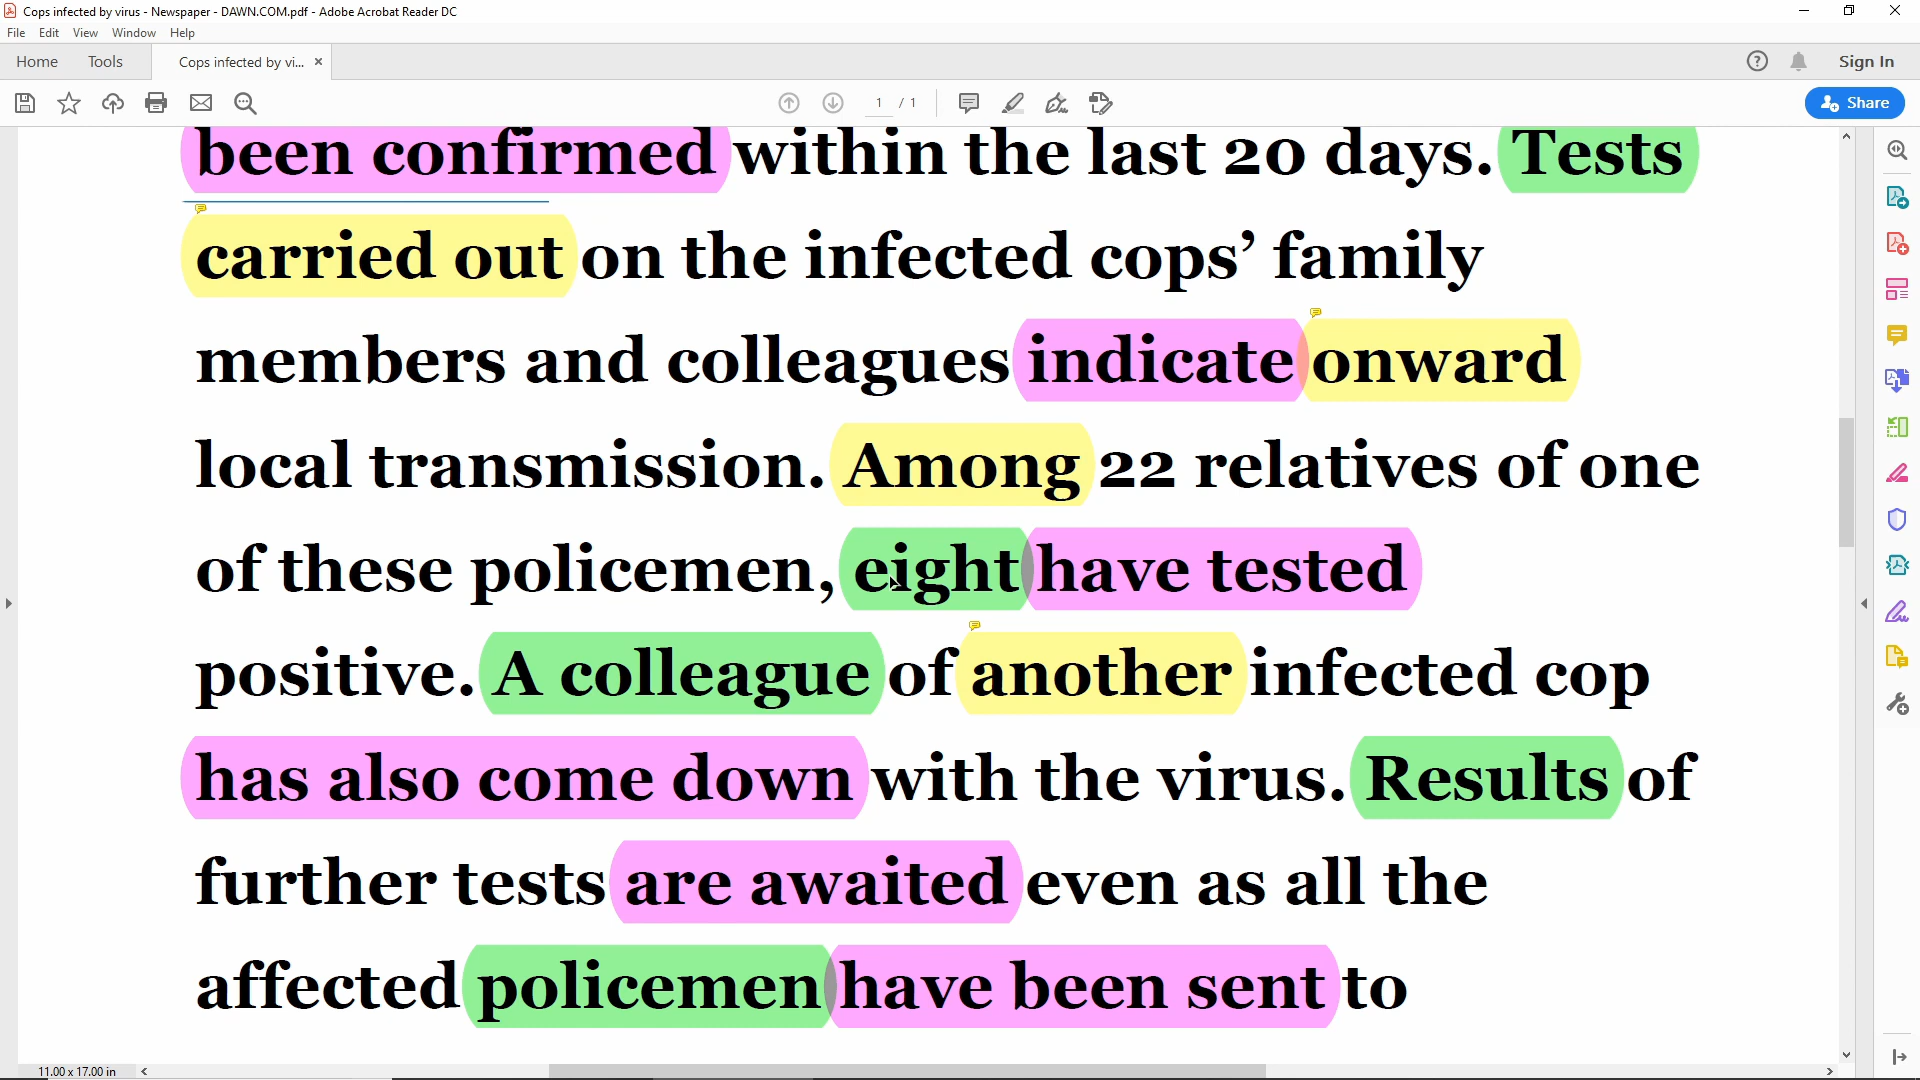 Cops infected by virus - Newspaper - DAWN.COM.pdf - Adobe Acrobat Reader DC
File Edit View Window Help
Home Tools Cops infected by vi... × Sign In
1 / 1 Share
been confirmed within the last 20 days. Tests
carried out on the infected cops’ family
members and colleagues indicate onward
local transmission. Among 22 relatives of one
of these policemen, eight have tested
positive. A colleague of another infected cop
has also come down with the virus. Results of
further tests are awaited even as all the
affected policemen have been sent to
11.00 x 17.00 in